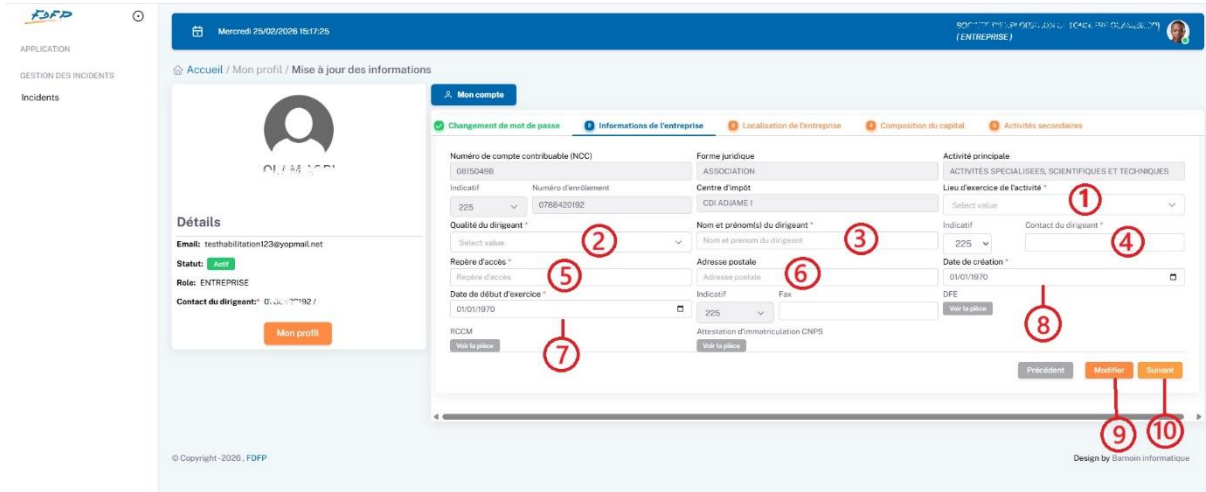 FDFP
Mercredi 25/02/2026 15:17:25
(ENTREPRISE)
APPLICATION
GESTION DES INCIDENTS
Incidents
Accueil / Mon profil / Mise à jour des informations
Mon compte
Changement de mot de passe
2 Informations de l'entreprise
3 Localisation de l'entreprise
4 Composition du capital
5 Activités secondaires
Détails
Email: testhabilitation123@yopmail.net
Statut: Actif
Role: ENTREPRISE
Contact du dirigeant:*
Mon profil
Numéro de compte contribuable (NCC) Forme juridique Activité principale
0815049B ASSOCIATION ACTIVITÉS SPECIALISEES, SCIENTIFIQUES ET TECHNIQUES
Indicatif Numéro d'enrôlement Centre d'impôt Lieu d'exercice de l'activité *
225 0788420192 CDI ADJAME I Select value 1
Qualité du dirigeant * Nom et prénom(s) du dirigeant * Indicatif Contact du dirigeant *
Select value 2 Nom et prénom du dirigeant 3 225 4
Repère d'accès * Adresse postale Date de création *
Repère d'accès 5 Adresse postale 6 01/01/1970
Date de début d'exercice * Indicatif Fax DFE
01/01/1970 225 Voir la pièce 8
RCCM Attestation d'immatriculation CNPS
Voir la pièce 7 Voir la pièce
Précédent Modifier Suivant
9 10
© Copyright - 2026 , FDFP Design by Barnoin informatique